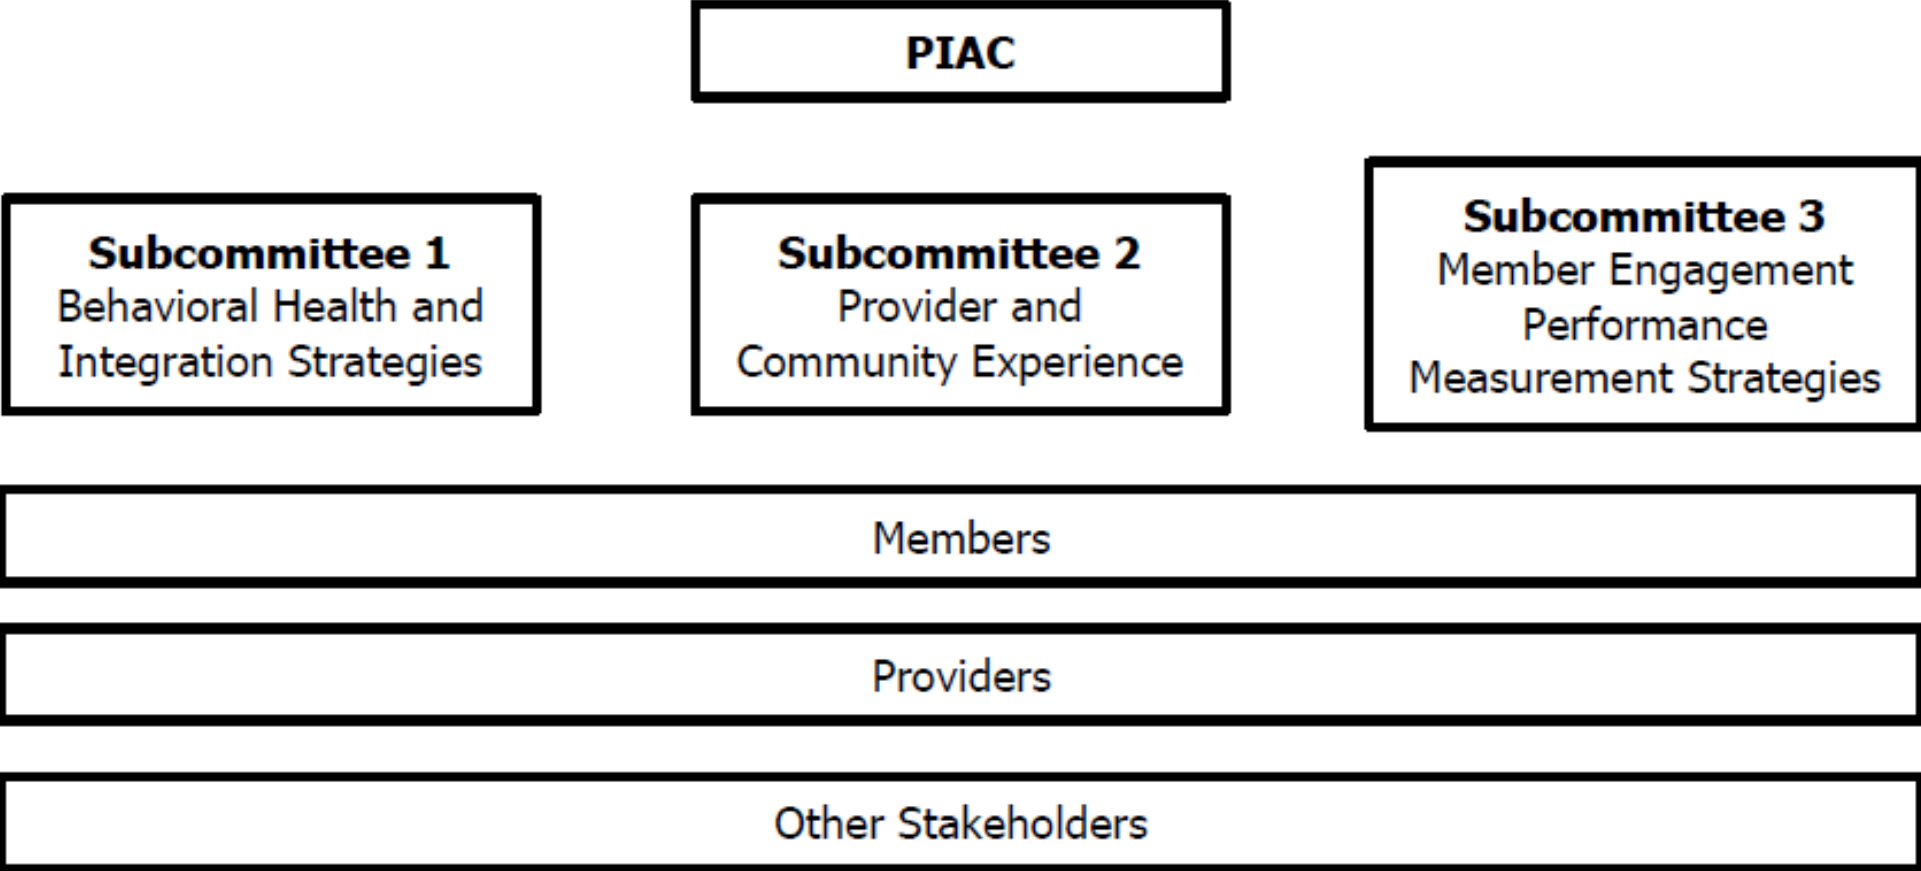 PIAC
Subcommittee 1
Behavioral Health and
Integration Strategies
Subcommittee 2
Provider and
Community Experience
Subcommittee 3
Member Engagement
Performance
Measurement Strategies
Members
Providers
Other Stakeholders